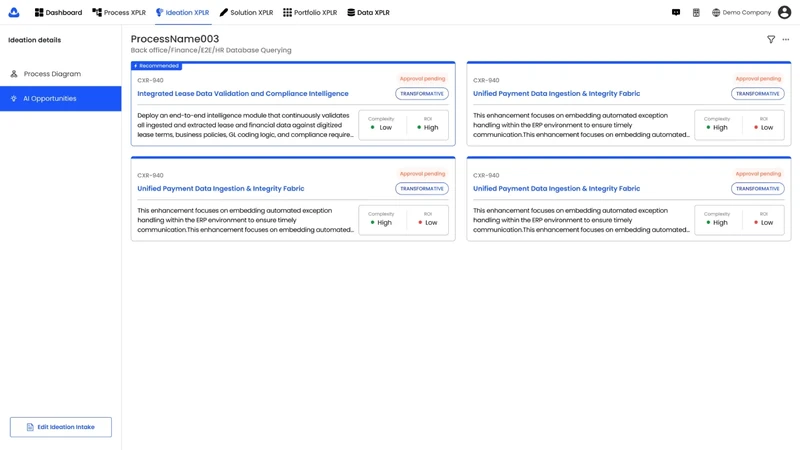 Dashboard
Process XPLR
Ideation XPLR
Solution XPLR
Portfolio XPLR
Data XPLR
Demo Company
Ideation details
Process Diagram
AI Opportunities
Edit Ideation Intake
ProcessName003
Back office/Finance/E2E/HR Database Querying
Recommended
CXR-940
Approval pending
Integrated Lease Data Validation and Compliance Intelligence
TRANSFORMATIVE
Deploy an end-to-end intelligence module that continuously validates
all ingested and extracted lease and financial data against digitized
lease terms, business policies, GL coding logic, and compliance require...
Complexity
Low
ROI
High
CXR-940
Approval pending
Unified Payment Data Ingestion & Integrity Fabric
TRANSFORMATIVE
This enhancement focuses on embedding automated exception
handling within the ERP environment to ensure timely
communication.This enhancement focuses on embedding automated...
Complexity
High
ROI
Low
CXR-940
Approval pending
Unified Payment Data Ingestion & Integrity Fabric
TRANSFORMATIVE
This enhancement focuses on embedding automated exception
handling within the ERP environment to ensure timely
communication.This enhancement focuses on embedding automated...
Complexity
High
ROI
Low
CXR-940
Approval pending
Unified Payment Data Ingestion & Integrity Fabric
TRANSFORMATIVE
This enhancement focuses on embedding automated exception
handling within the ERP environment to ensure timely
communication.This enhancement focuses on embedding automated...
Complexity
High
ROI
Low